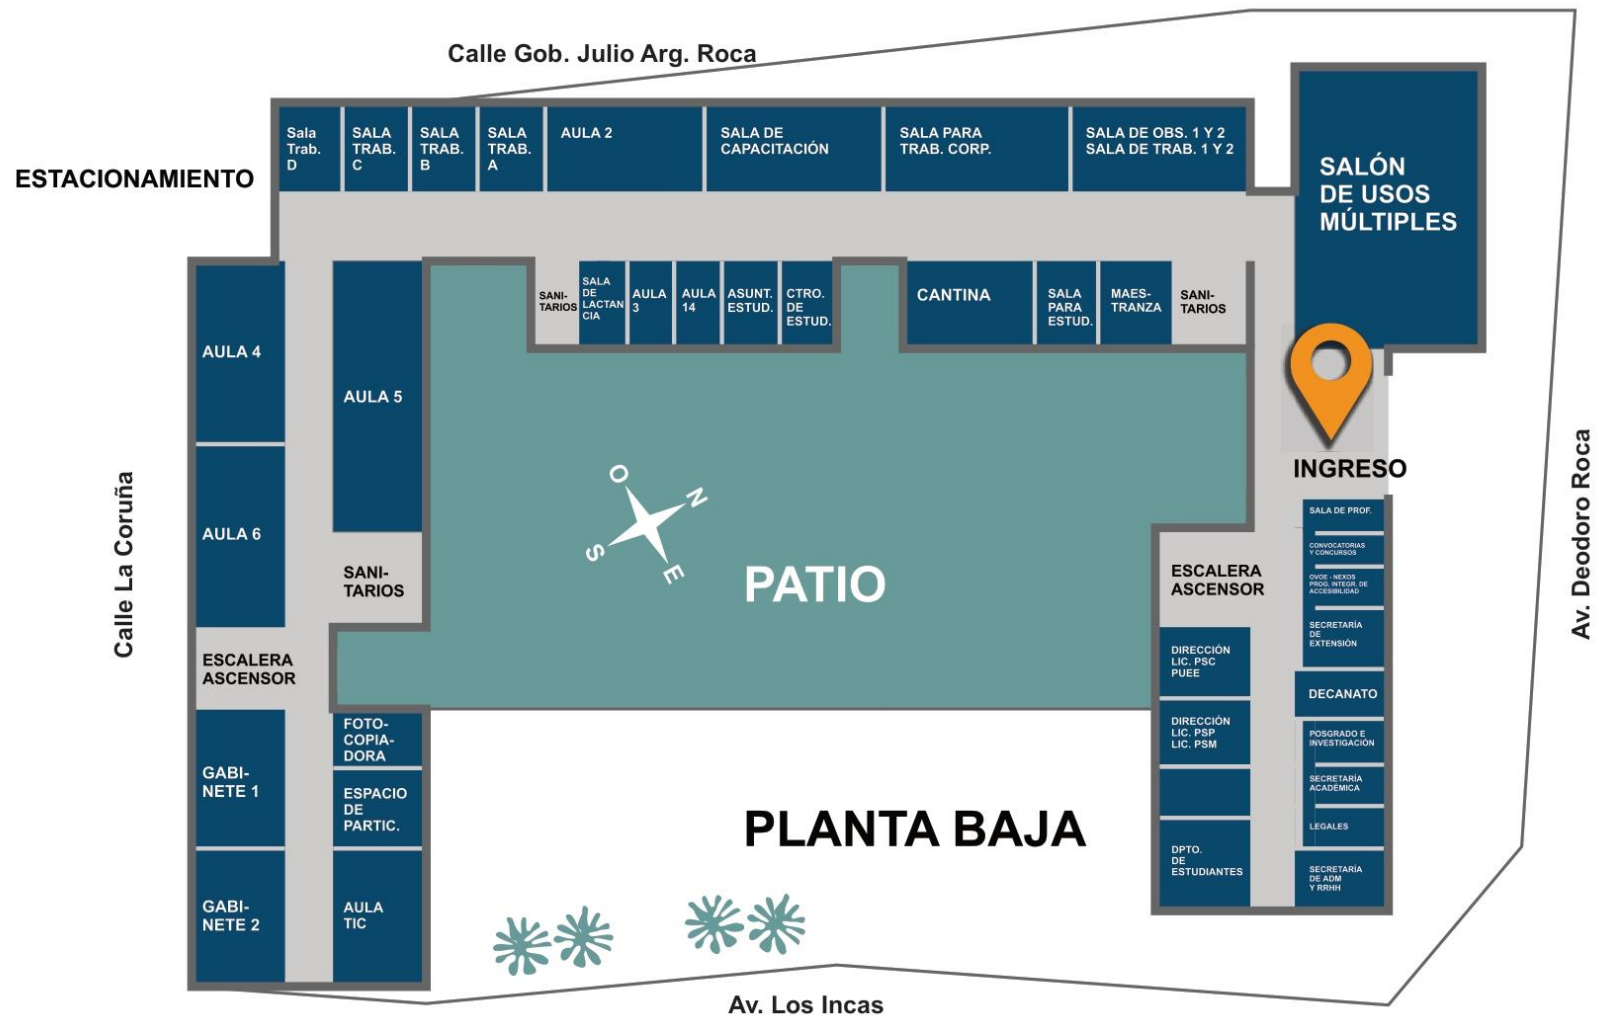 Calle Gob. Julio Arg. Roca
ESTACIONAMIENTO
Sala
Trab.
D
SALA
TRAB.
C
SALA
TRAB.
B
SALA
TRAB.
A
AULA 2
SALA DE
CAPACITACIÓN
SALA PARA
TRAB. CORP.
SALA DE OBS. 1 Y 2
SALA DE TRAB. 1 Y 2
SALÓN
DE USOS
MÚLTIPLES
AULA 4
AULA 5
SANI-
TARIOS
SALA
DE
LACTAN
CIA
AULA
3
AULA
14
ASUNT.
ESTUD.
CTRO.
DE
ESTUD.
CANTINA
SALA
PARA
ESTUD.
MAES-
TRANZA
SANI-
TARIOS
INGRESO
Calle La Coruña
AULA 6
SANI-
TARIOS
O
N
S
E
PATIO
ESCALERA
ASCENSOR
SALA DE PROF.
CONVOCATORIAS
Y CONCURSOS
OVOE - NEXOS
PROG. INTEGR. DE
ACCESIBILIDAD
SECRETARÍA
DE
EXTENSIÓN
DECANATO
POSGRADO E
INVESTIGACIÓN
SECRETARÍA
ACADÉMICA
LEGALES
SECRETARÍA
DE ADM
Y RRHH
Av. Deodoro Roca
ESCALERA
ASCENSOR
DIRECCIÓN
LIC. PSC
PUEE
DIRECCIÓN
LIC. PSP
LIC. PSM
DPTO.
DE
ESTUDIANTES
FOTO-
COPIA-
DORA
GABI-
NETE 1
ESPACIO
DE
PARTIC.
GABI-
NETE 2
AULA
TIC
PLANTA BAJA
Av. Los Incas